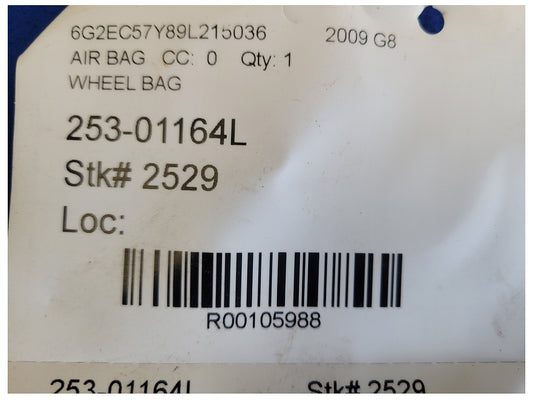 6G2EC57Y89L215036 2009 G8
AIR BAG CC: 0 Qty: 1
WHEEL BAG
253-01164L
Stk# 2529
Loc:
R00105988
253-01164L Stk# 2529